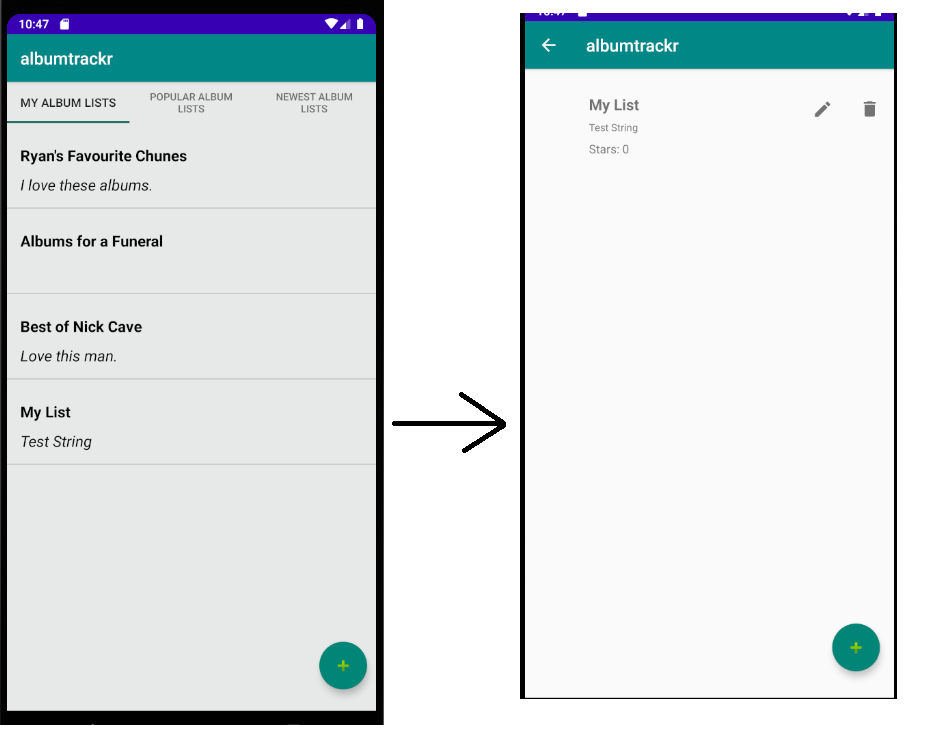 10:47
albumtrackr
MY ALBUM LISTS
POPULAR ALBUM
LISTS
NEWEST ALBUM
LISTS
Ryan's Favourite Chunes
I love these albums.
Albums for a Funeral
Best of Nick Cave
Love this man.
My List
Test String
albumtrackr
My List
Test String
Stars: 0